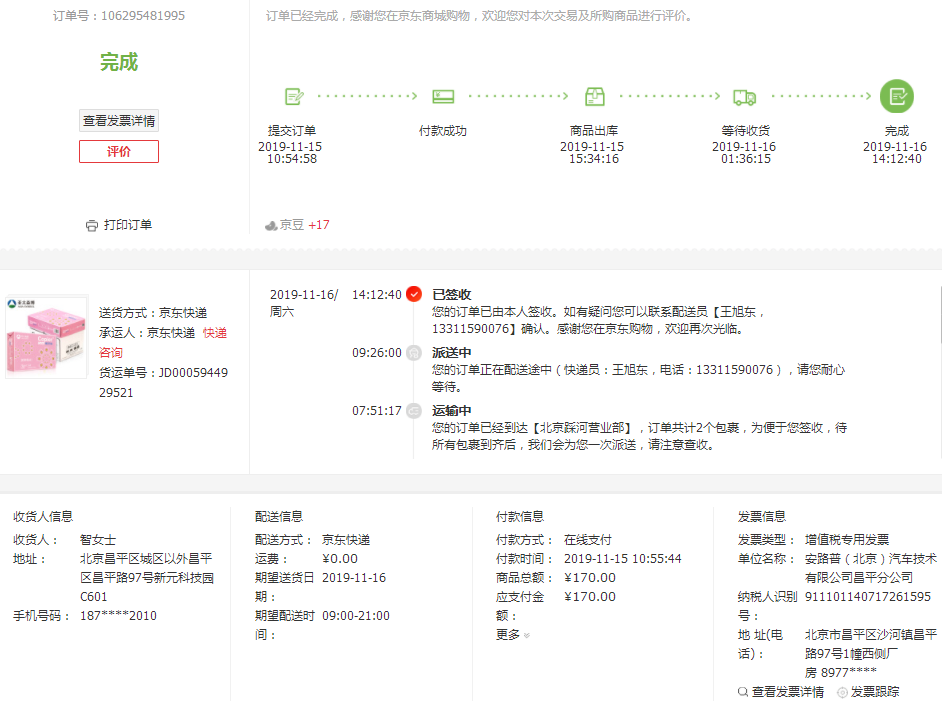 订单号：106295481995
完成
查看发票详情
评价
打印订单
订单已经完成，感谢您在京东商城购物，欢迎您对本次交易及所购商品进行评价。
提交订单
2019-11-15
10:54:58
付款成功
商品出库
2019-11-15
15:34:16
等待收货
2019-11-16
01:36:15
完成
2019-11-16
14:12:40
京豆 +17
送货方式：京东快递
承运人：京东快递 快递
咨询
货运单号：JD00059449
29521
2019-11-16/ 14:12:40 已签收
周六
您的订单已由本人签收。如有疑问您可以联系配送员【王旭东，
13311590076】确认。感谢您在京东购物，欢迎再次光临。
09:26:00 派送中
您的订单正在配送途中（快递员：王旭东，电话：13311590076），请您耐心
等待。
07:51:17 运输中
您的订单已经到达【北京踩河营业部】，订单共计2个包裹，为便于您签收，待
所有包裹到齐后，我们会为您一次派送，请注意查收。
收货人信息
收货人： 智女士
地址： 北京昌平区城区以外昌平
区昌平路97号新元科技园
C601
手机号码： 187****2010
配送信息
配送方式： 京东快递
运费： ¥0.00
期望送货日 2019-11-16
期：
期望配送时 09:00-21:00
间：
付款信息
付款方式： 在线支付
付款时间： 2019-11-15 10:55:44
商品总额： ¥170.00
应支付金 ¥170.00
额：
更多
发票信息
发票类型： 增值税专用发票
单位名称： 安路普（北京）汽车技术
有限公司昌平分公司
纳税人识别 911101140717261595
号：
地 址(电 北京市昌平区沙河镇昌平
话)： 路97号1幢西侧厂
房 8977****
查看发票详情 发票跟踪